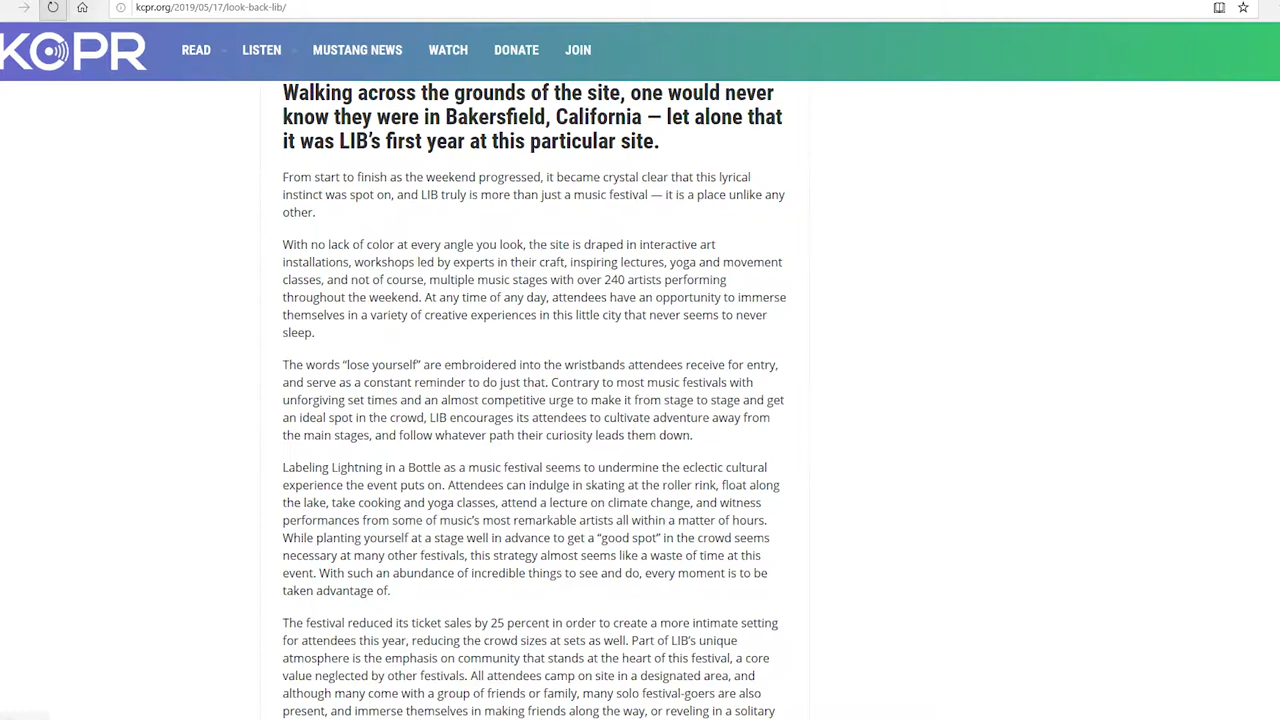 kcpr.org/2019/05/17/look-back-lib/
KCPR READ LISTEN MUSTANG NEWS WATCH DONATE JOIN
Walking across the grounds of the site, one would never
know they were in Bakersfield, California — let alone that
it was LIB’s first year at this particular site.
From start to finish as the weekend progressed, it became crystal clear that this lyrical
instinct was spot on, and LIB truly is more than just a music festival — it is a place unlike any
other.
With no lack of color at every angle you look, the site is draped in interactive art
installations, workshops led by experts in their craft, inspiring lectures, yoga and movement
classes, and not of course, multiple music stages with over 240 artists performing
throughout the weekend. At any time of any day, attendees have an opportunity to immerse
themselves in a variety of creative experiences in this little city that never seems to never
sleep.
The words “lose yourself” are embroidered into the wristbands attendees receive for entry,
and serve as a constant reminder to do just that. Contrary to most music festivals with
unforgiving set times and an almost competitive urge to make it from stage to stage and get
an ideal spot in the crowd, LIB encourages its attendees to cultivate adventure away from
the main stages, and follow whatever path their curiosity leads them down.
Labeling Lightning in a Bottle as a music festival seems to undermine the eclectic cultural
experience the event puts on. Attendees can indulge in skating at the roller rink, float along
the lake, take cooking and yoga classes, attend a lecture on climate change, and witness
performances from some of music’s most remarkable artists all within a matter of hours.
While planting yourself at a stage well in advance to get a “good spot” in the crowd seems
necessary at many other festivals, this strategy almost seems like a waste of time at this
event. With such an abundance of incredible things to see and do, every moment is to be
taken advantage of.
The festival reduced its ticket sales by 25 percent in order to create a more intimate setting
for attendees this year, reducing the crowd sizes at sets as well. Part of LIB’s unique
atmosphere is the emphasis on community that stands at the heart of this festival, a core
value neglected by other festivals. All attendees camp on site in a designated area, and
although many come with a group of friends or family, many solo festival-goers are also
present, and immerse themselves in making friends along the way, or reveling in a solitary